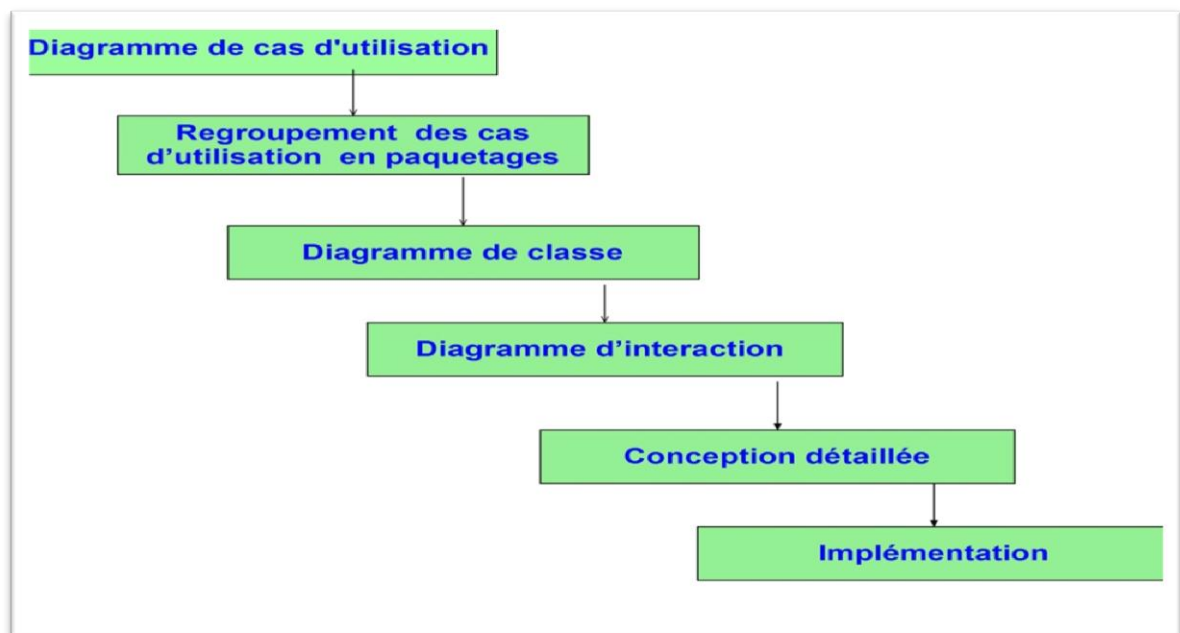 Diagramme de cas d'utilisation
Regroupement des cas
d’utilisation en paquetages
Diagramme de classe
Diagramme d’interaction
Conception détaillée
Implémentation